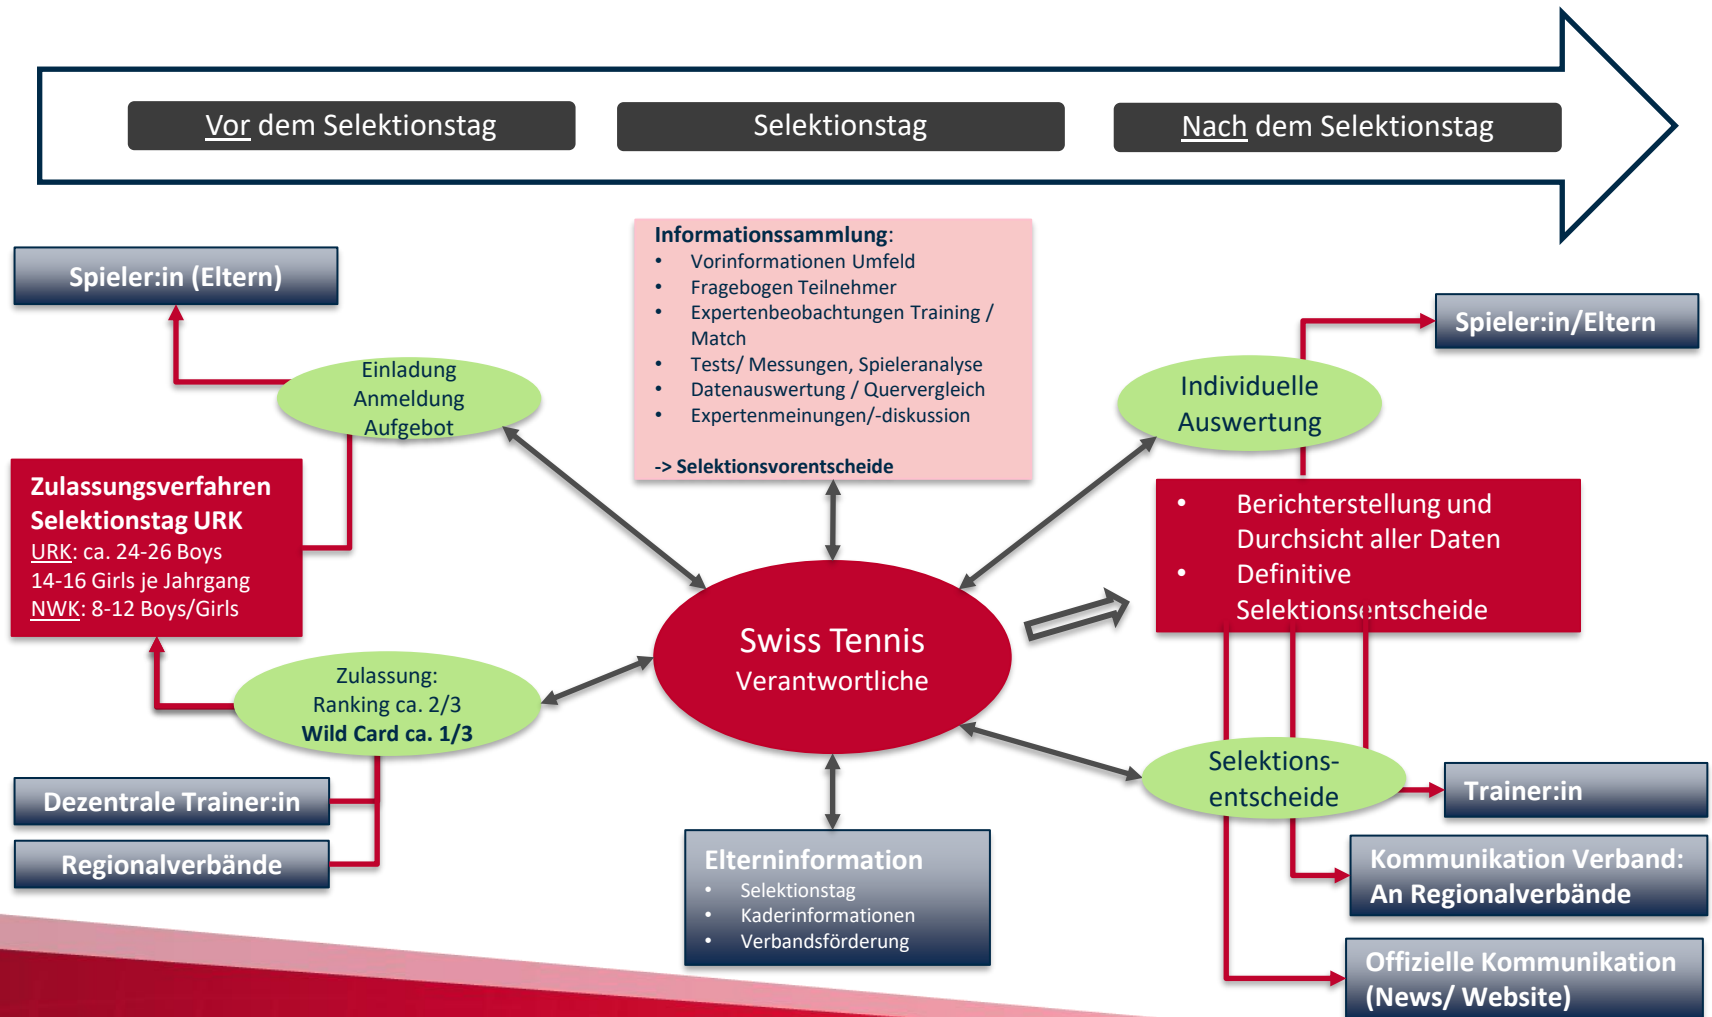 Vor dem Selektionstag
Selektionstag
Nach dem Selektionstag
Spieler:in (Eltern)
Einladung
Anmeldung
Aufgebot
Zulassungsverfahren
Selektionstag URK
URK: ca. 24-26 Boys
14-16 Girls je Jahrgang
NWK: 8-12 Boys/Girls
Zulassung:
Ranking ca. 2/3
Wild Card ca. 1/3
Dezentrale Trainer:in
Regionalverbände
Informationssammlung:
• Vorinformationen Umfeld
• Fragebogen Teilnehmer
• Expertenbeobachtungen Training /
Match
• Tests/ Messungen, Spieleranalyse
• Datenauswertung / Quervergleich
• Expertenmeinungen/-diskussion
-> Selektionsvorentscheide
Swiss Tennis
Verantwortliche
Elterninformation
• Selektionstag
• Kaderinformationen
• Verbandsförderung
Spieler:in/Eltern
Individuelle
Auswertung
• Berichterstellung und
Durchsicht aller Daten
• Definitive
Selektionsentscheide
Selektions-
entscheide
Trainer:in
Kommunikation Verband:
An Regionalverbände
Offizielle Kommunikation
(News/ Website)